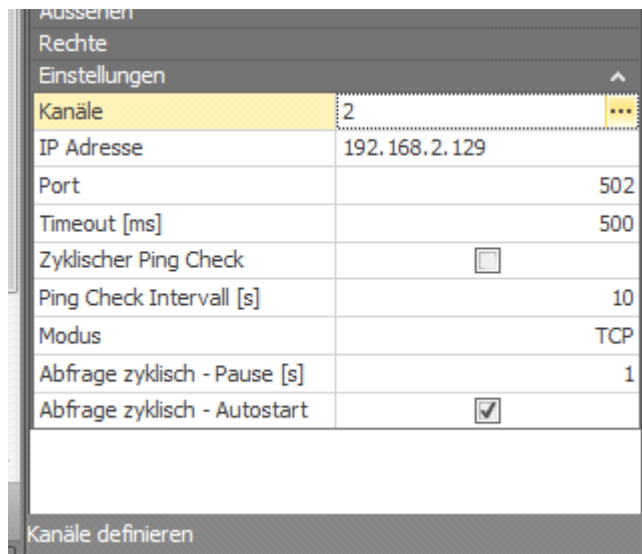 Aussehen
Rechte
Einstellungen
Kanäle 2 ...
IP Adresse 192.168.2.129
Port 502
Timeout [ms] 500
Zyklischer Ping Check
Ping Check Intervall [s] 10
Modus TCP
Abfrage zyklisch - Pause [s] 1
Abfrage zyklisch - Autostart
Kanäle definieren